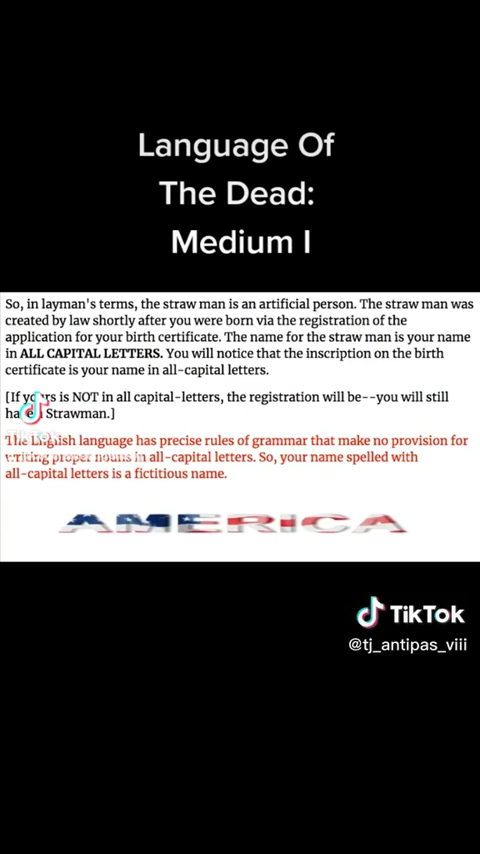 Language Of
The Dead:
Medium I
So, in layman's terms, the straw man is an artificial person. The straw man was
created by law shortly after you were born via the registration of the
application for your birth certificate. The name for the straw man is your name
in ALL CAPITAL LETTERS. You will notice that the inscription on the birth
certificate is your name in all-capital letters.
[If yours is NOT in all capital-letters, the registration will be--you will still
have a Strawman.]
The English language has precise rules of grammar that make no provision for
writing proper nouns in all-capital letters. So, your name spelled with
all-capital letters is a fictitious name.
AMERICA
TikTok
TikTok
@tj_antipas_viii